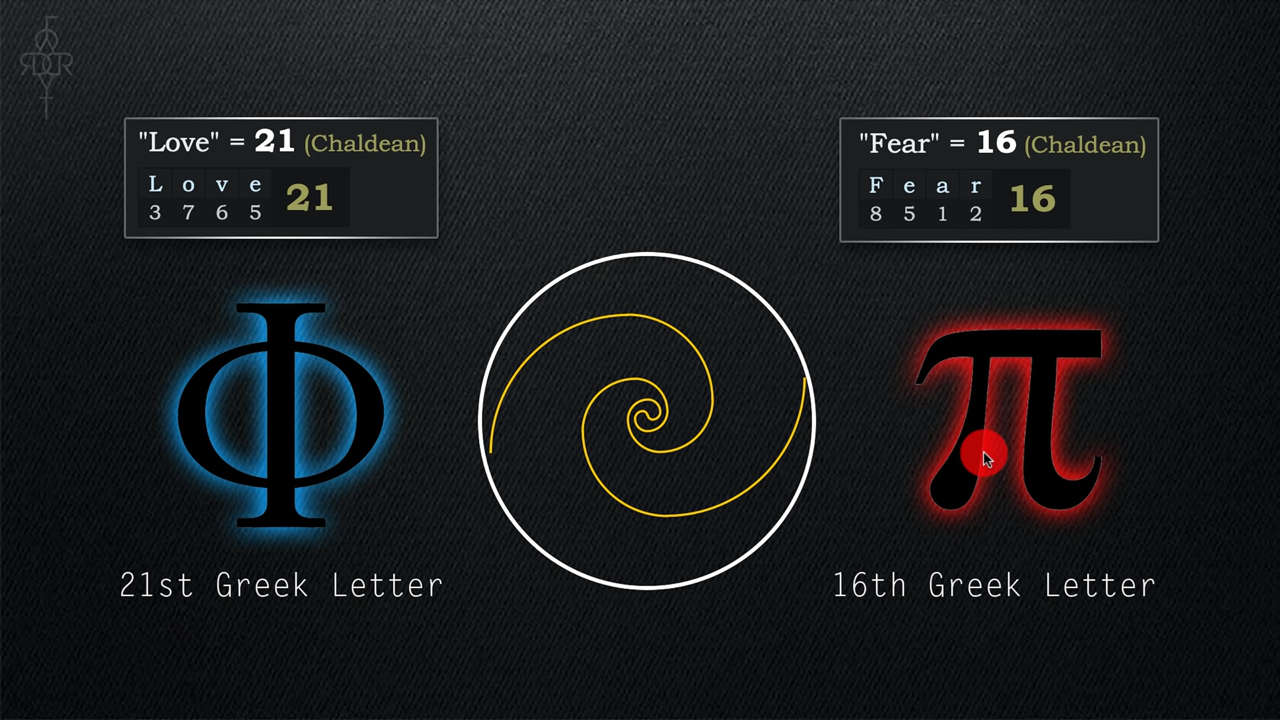 "Love" = 21 (Chaldean)
L o v e 21
3 7 6 5
"Fear" = 16 (Chaldean)
F e a r 16
8 5 1 2
Φ
π
21st Greek Letter
16th Greek Letter